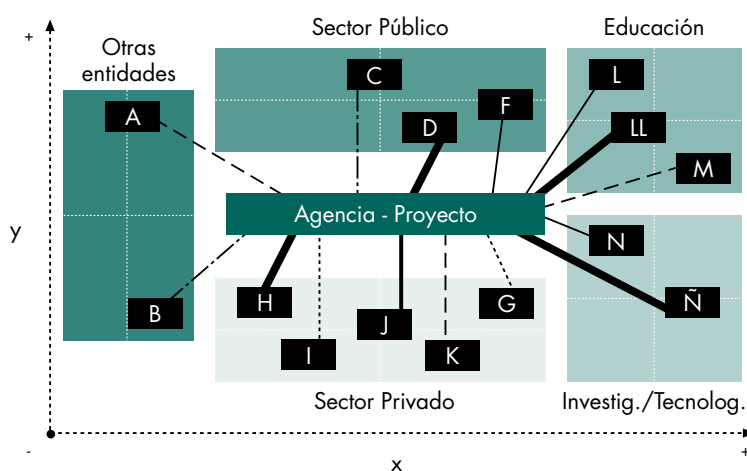 +
Otras
entidades
Sector Público
Educación
A
C
D
F
L
LL
M
Agencia - Proyecto
y
B
H
I
J
K
G
N
Ñ
Sector Privado
Investig./Tecnolog.
-
x
+